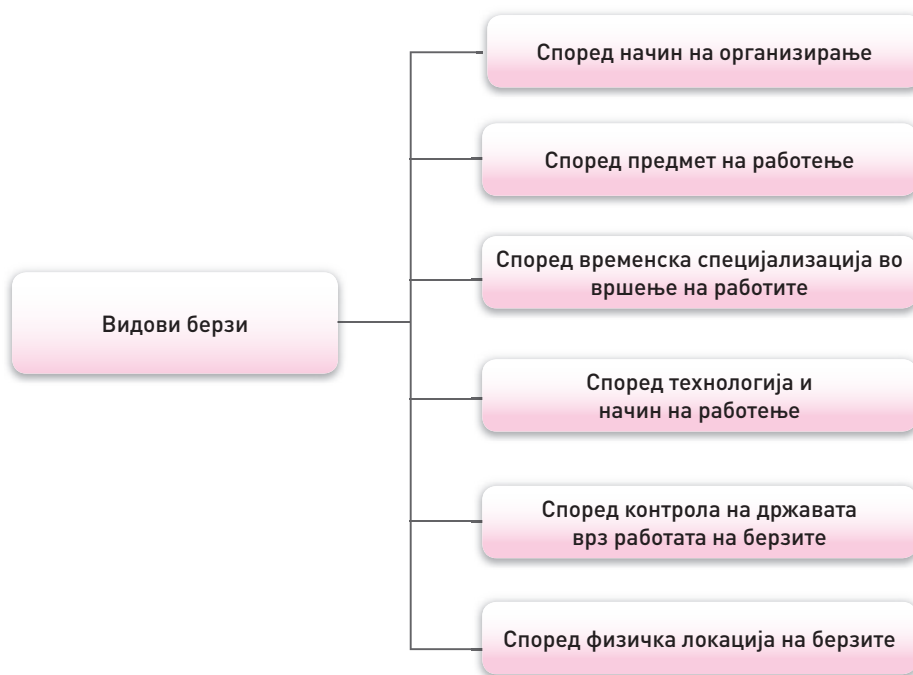 Според начин на организирање
Според предмет на работење
Според временска специјализација во
вршење на работите
Видови берзи
Според технологија и
начин на работење
Според контрола на државата
врз работата на берзите
Според физичка локација на берзите